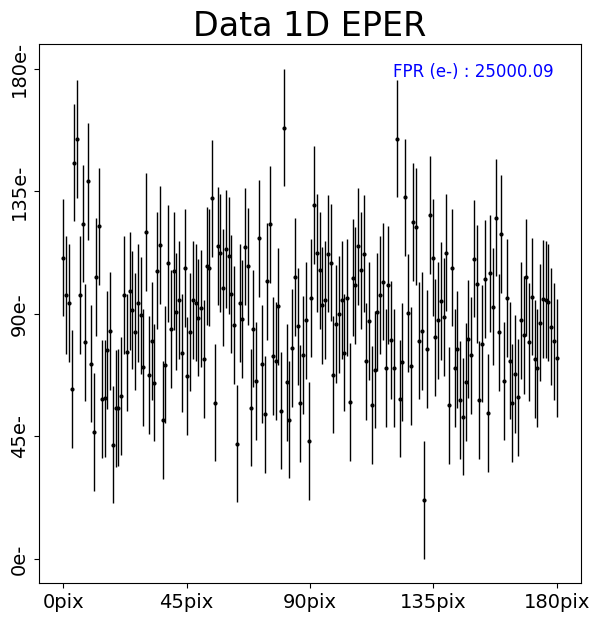 Data 1D EPER
FPR (e-) : 25000.09
180e-
135e-
90e-
45e-
0e-
0pix 45pix 90pix 135pix 180pix